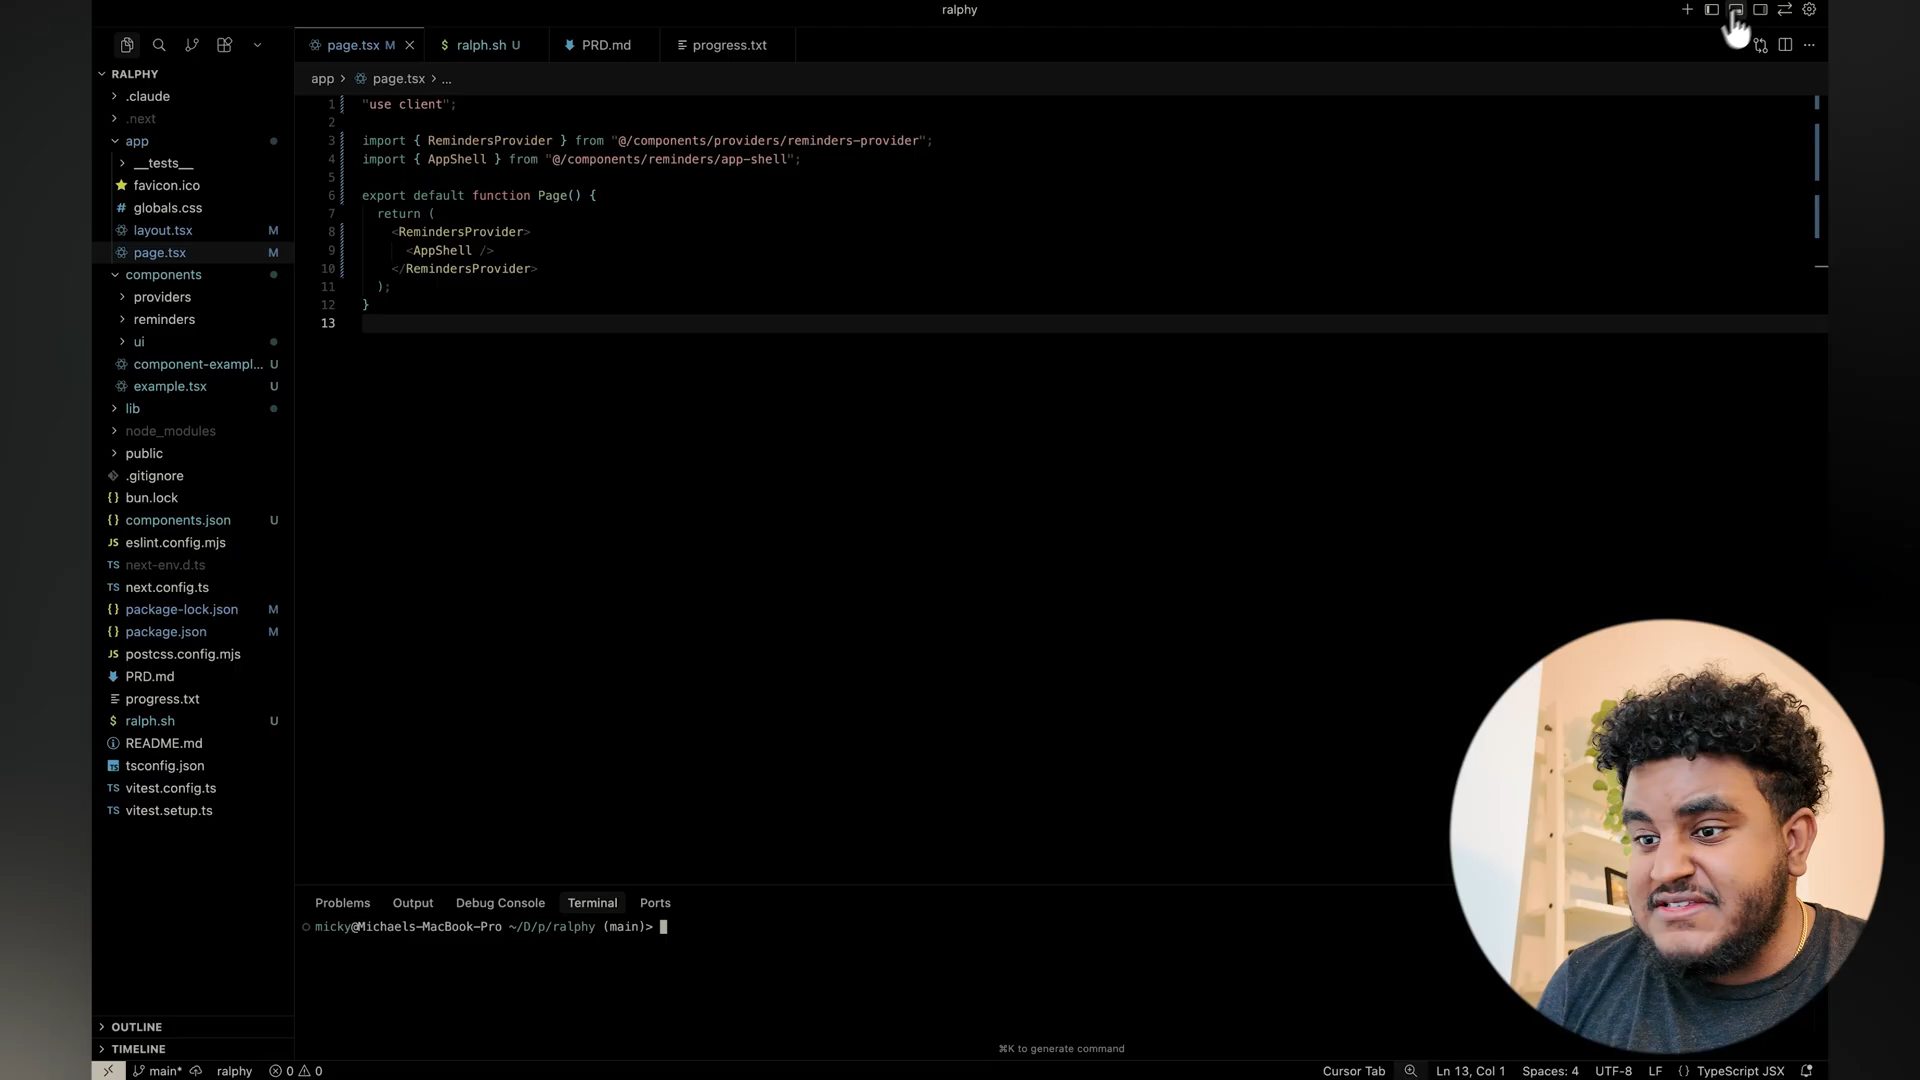 ralphy
page.tsx M
ralph.sh U
PRD.md
progress.txt
RALPHY
.claude
.next
app
__tests__
favicon.ico
globals.css
layout.tsx M
page.tsx M
components
providers
reminders
ui
component-exampl... U
example.tsx U
lib
node_modules
public
.gitignore
bun.lock
components.json U
eslint.config.mjs
next-env.d.ts
next.config.ts
package-lock.json M
package.json M
postcss.config.mjs
PRD.md
progress.txt
ralph.sh U
README.md
tsconfig.json
vitest.config.ts
vitest.setup.ts
OUTLINE
TIMELINE
app > page.tsx > ...
1 "use client";
2
3 import { RemindersProvider } from "@/components/providers/reminders-provider";
4 import { AppShell } from "@/components/reminders/app-shell";
5
6 export default function Page() {
7 return (
8 <RemindersProvider>
9 <AppShell />
10 </RemindersProvider>
11 );
12 }
13
Problems Output Debug Console Terminal Ports
micky@Michaels-MacBook-Pro ~/D/p/ralphy (main)>
⌘K to generate command
main* ralphy 0 0
Cursor Tab Ln 13, Col 1 Spaces: 4 UTF-8 LF {} TypeScript JSX